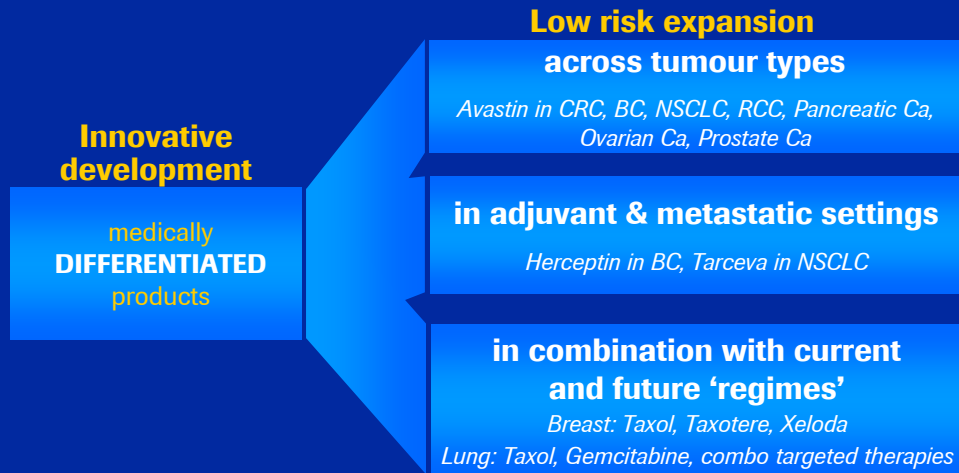 Innovative
development
medically
DIFFERENTIATED
products
Low risk expansion
across tumour types
Avastin in CRC, BC, NSCLC, RCC, Pancreatic Ca,
Ovarian Ca, Prostate Ca
in adjuvant & metastatic settings
Herceptin in BC, Tarceva in NSCLC
in combination with current
and future ‘regimes’
Breast: Taxol, Taxotere, Xeloda
Lung: Taxol, Gemcitabine, combo targeted therapies